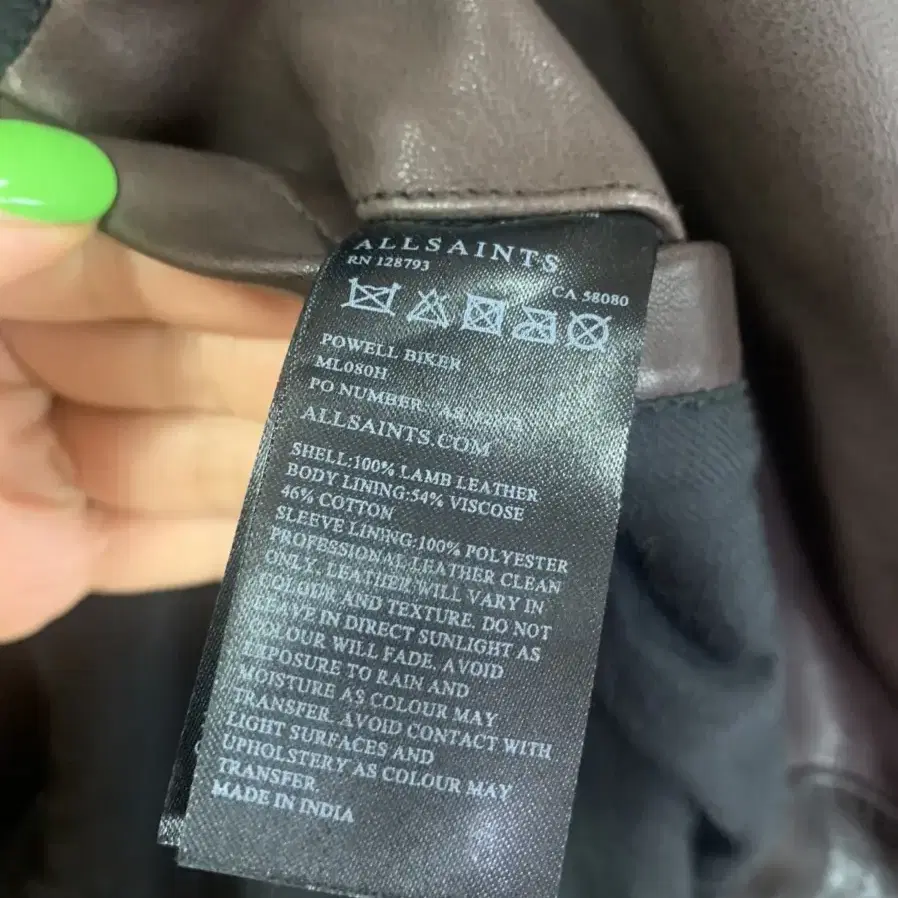 ALLSAINTS
RN 128793
CA 58080
POWELL BIKER
ML080H
PO NUMBER
ALLSAINTS.COM
SHELL:100% LAMB LEATHER
BODY LINING:54% VISCOSE
46% COTTON
SLEEVE LINING:100% POLYESTER
PROFESSIONAL LEATHER CLEAN
ONLY. LEATHER WILL VARY IN
COLOUR AND TEXTURE. DO NOT
LEAVE IN DIRECT SUNLIGHT AS
COLOUR WILL FADE. AVOID
EXPOSURE TO RAIN AND
MOISTURE AS COLOUR MAY
TRANSFER. AVOID CONTACT WITH
LIGHT SURFACES AND
UPHOLSTERY AS COLOUR MAY
TRANSFER.
MADE IN INDIA